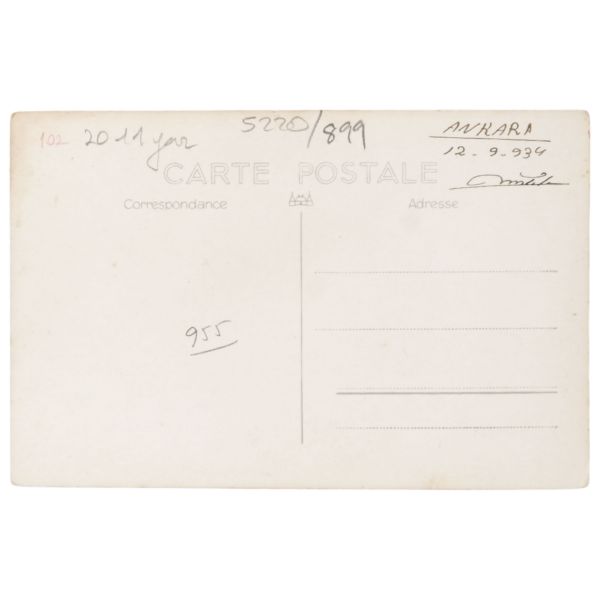 102 2011 yar 5220/899 ANKARA
12-9-934
CARTE POSTALE
Correspondance Adresse
955